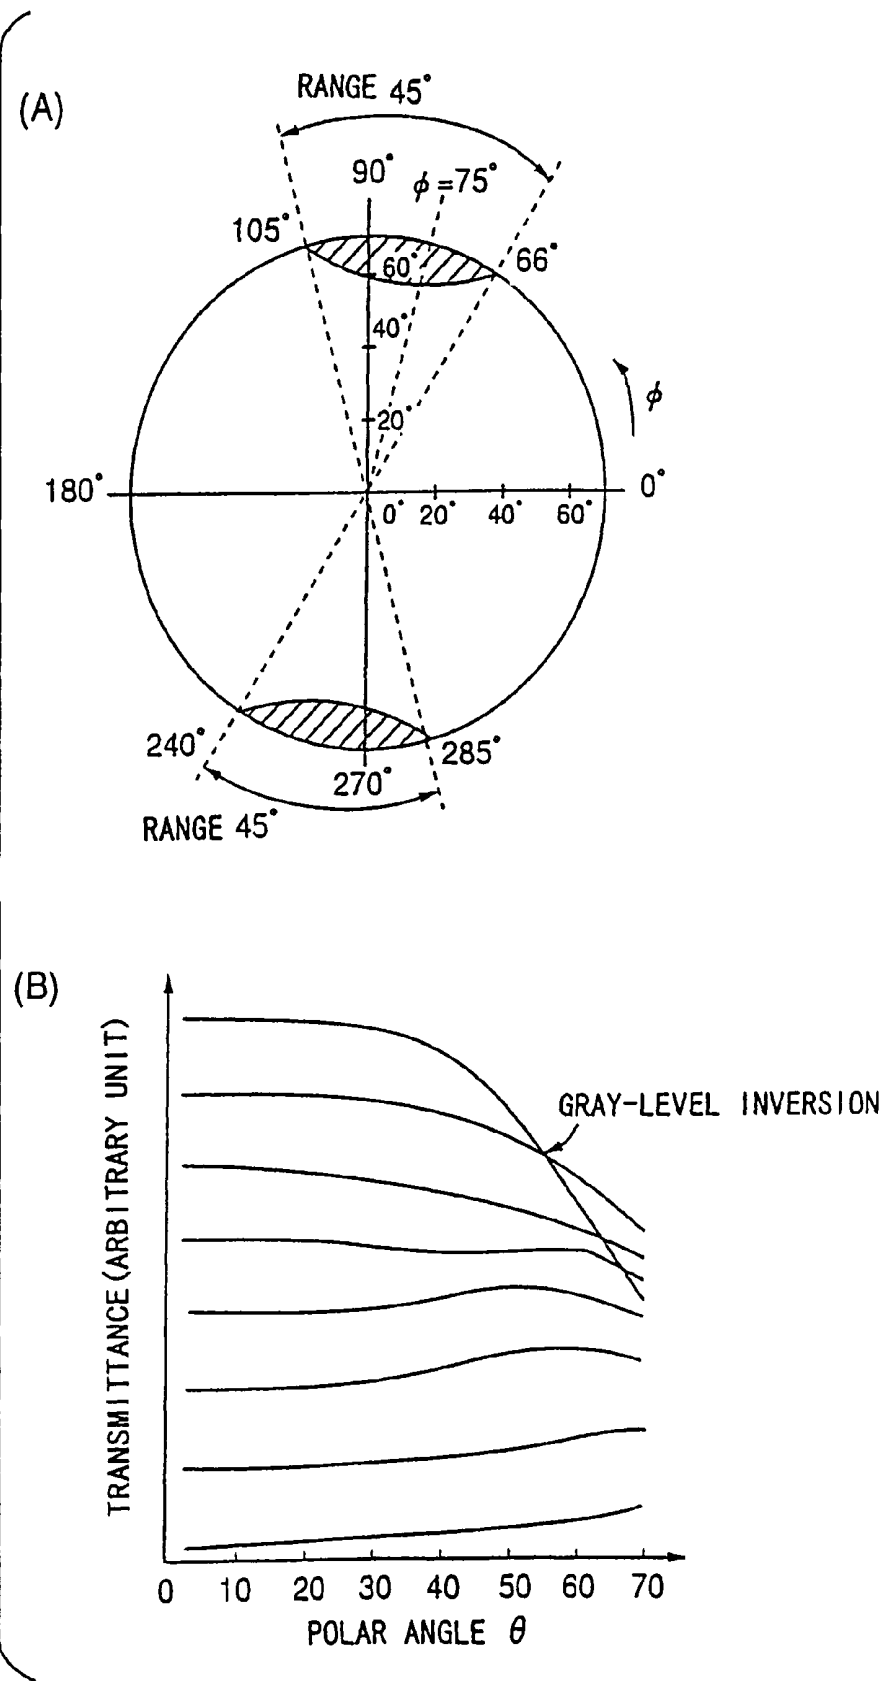 (A)
RANGE 45°
90°
ϕ=75°
105°
66°
60°
40°
ϕ
20°
180°
0°
0° 20° 40° 60°
240°
285°
270°
RANGE 45°
(B)
TRANSMITTANCE(ARBITRARY UNIT)
GRAY-LEVEL INVERSION
0 10 20 30 40 50 60 70
POLAR ANGLE θ